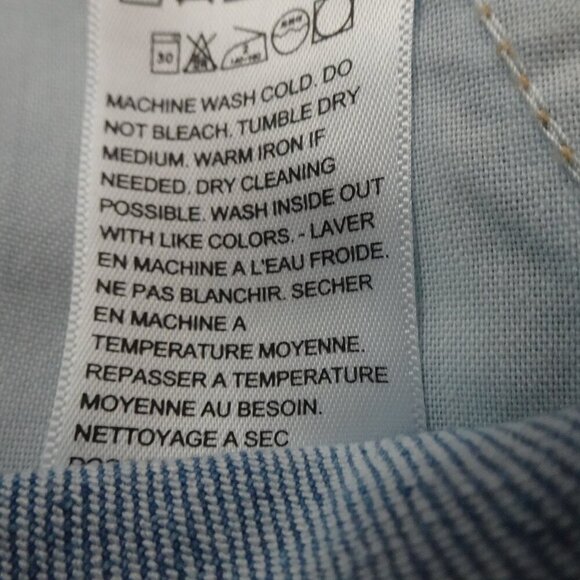 30
MACHINE WASH COLD. DO
NOT BLEACH. TUMBLE DRY
MEDIUM. WARM IRON IF
NEEDED. DRY CLEANING
POSSIBLE. WASH INSIDE OUT
WITH LIKE COLORS. - LAVER
EN MACHINE A L'EAU FROIDE.
NE PAS BLANCHIR. SECHER
EN MACHINE A
TEMPERATURE MOYENNE.
REPASSER A TEMPERATURE
MOYENNE AU BESOIN.
NETTOYAGE A SEC